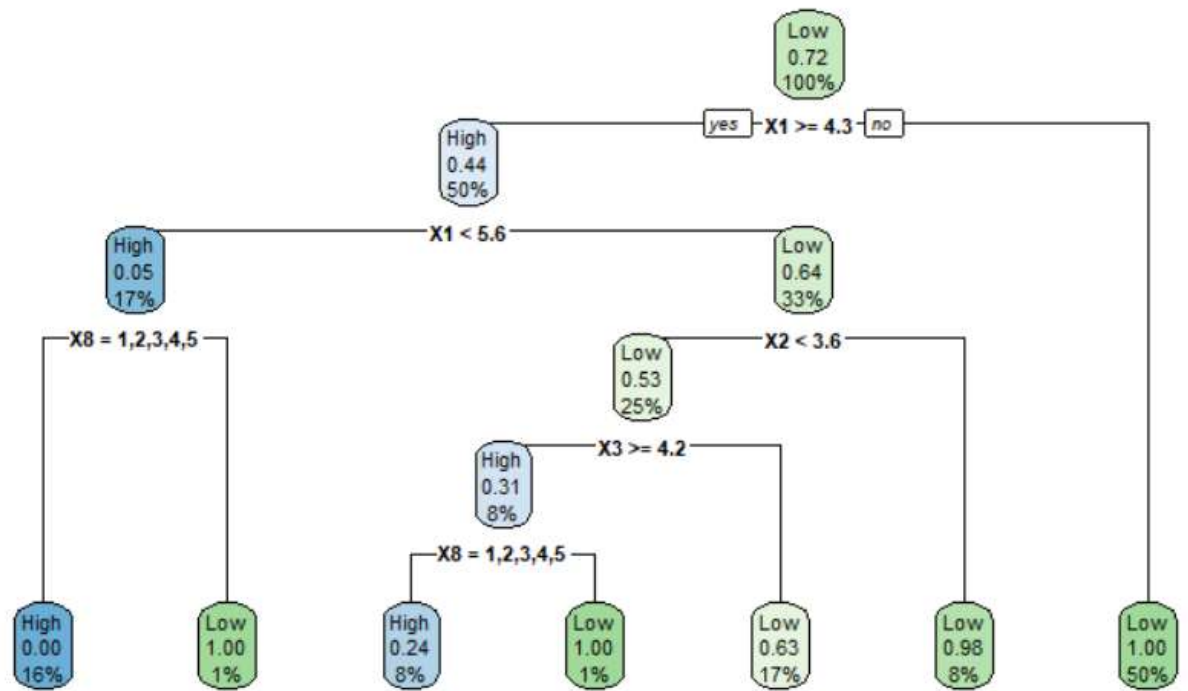 Low
0.72
100%
yes X1 >= 4.3 no
High
0.44
50%
X1 < 5.6
High
0.05
17%
Low
0.64
33%
X8 = 1,2,3,4,5
X2 < 3.6
Low
0.53
25%
X3 >= 4.2
High
0.31
8%
X8 = 1,2,3,4,5
High
0.00
16%
Low
1.00
1%
High
0.24
8%
Low
1.00
1%
Low
0.63
17%
Low
0.98
8%
Low
1.00
50%